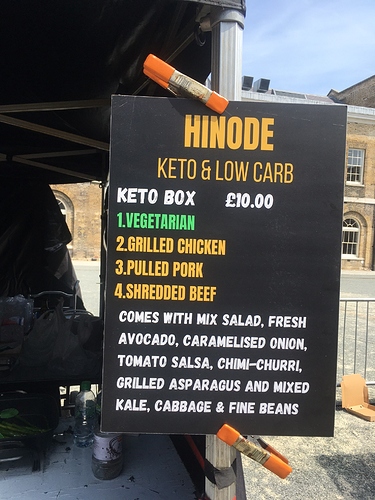 HINODE
KETO & LOW CARB
KETO BOX £10.00
1.VEGETARIAN
2.GRILLED CHICKEN
3.PULLED PORK
4.SHREDDED BEEF
COMES WITH MIX SALAD, FRESH
AVOCADO, CARAMELISED ONION,
TOMATO SALSA, CHIMI-CHURRI,
GRILLED ASPARAGUS AND MIXED
KALE, CABBAGE & FINE BEANS